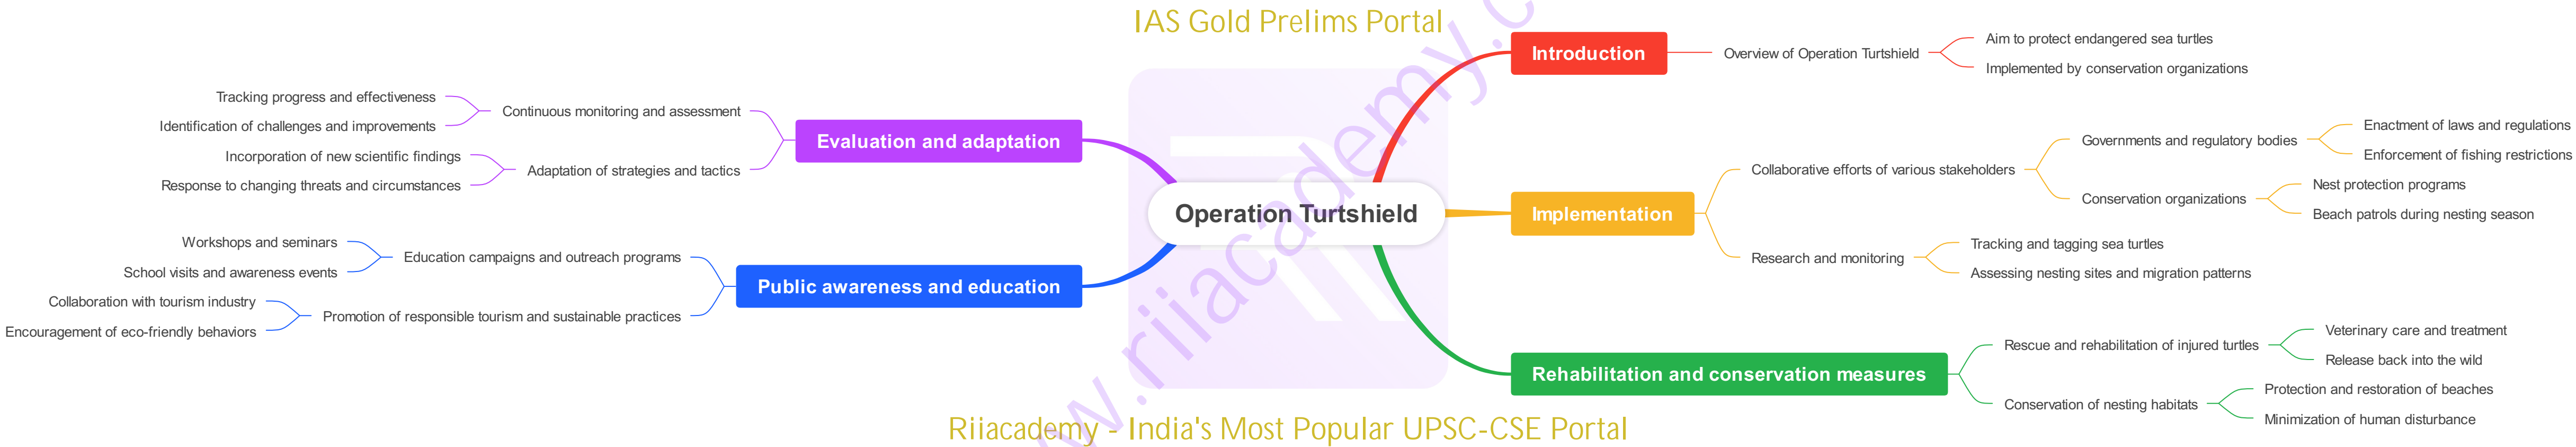 IAS Gold Prelims Portal
Operation Turtshield
Introduction
Overview of Operation Turtshield
Aim to protect endangered sea turtles
Implemented by conservation organizations
Implementation
Collaborative efforts of various stakeholders
Governments and regulatory bodies
Enactment of laws and regulations
Enforcement of fishing restrictions
Conservation organizations
Nest protection programs
Beach patrols during nesting season
Research and monitoring
Tracking and tagging sea turtles
Assessing nesting sites and migration patterns
Rehabilitation and conservation measures
Rescue and rehabilitation of injured turtles
Veterinary care and treatment
Release back into the wild
Conservation of nesting habitats
Protection and restoration of beaches
Minimization of human disturbance
Evaluation and adaptation
Continuous monitoring and assessment
Tracking progress and effectiveness
Identification of challenges and improvements
Adaptation of strategies and tactics
Incorporation of new scientific findings
Response to changing threats and circumstances
Public awareness and education
Education campaigns and outreach programs
Workshops and seminars
School visits and awareness events
Promotion of responsible tourism and sustainable practices
Collaboration with tourism industry
Encouragement of eco-friendly behaviors
w.riiacademy.c
Riiacademy - India's Most Popular UPSC-CSE Portal